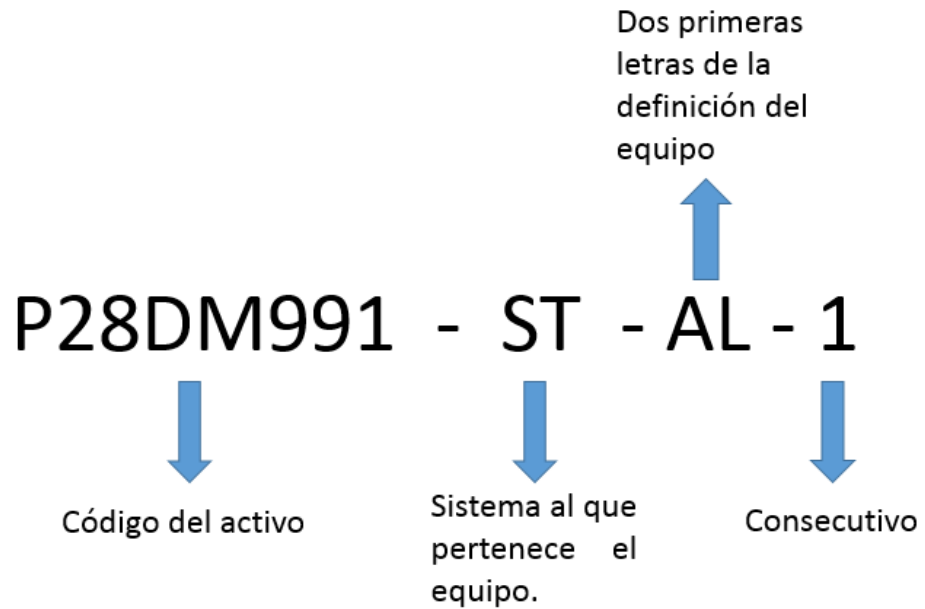 Dos primeras
letras de la
definición del
equipo
P28DM991 - ST - AL - 1
Código del activo
Sistema al que
pertenece el
equipo.
Consecutivo